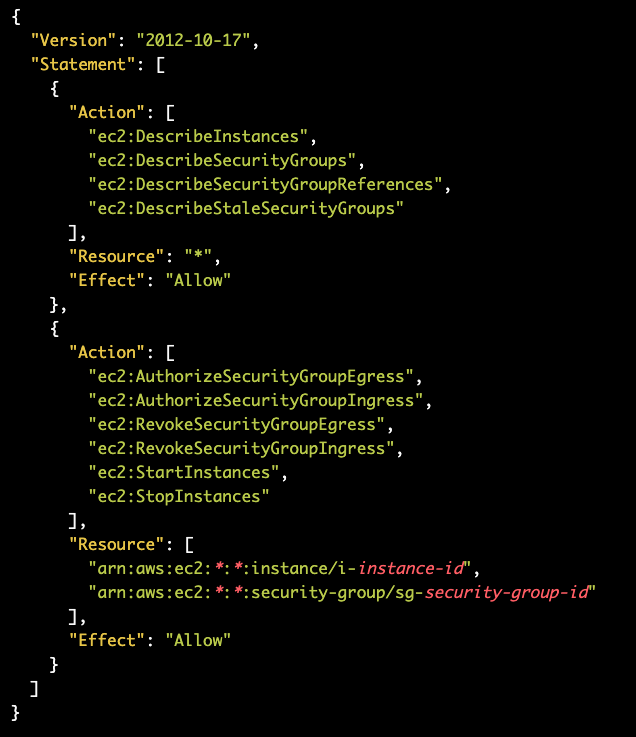 {
  "Version": "2012-10-17",
  "Statement": [
    {
      "Action": [
        "ec2:DescribeInstances",
        "ec2:DescribeSecurityGroups",
        "ec2:DescribeSecurityGroupReferences",
        "ec2:DescribeStaleSecurityGroups"
      ],
      "Resource": "*",
      "Effect": "Allow"
    },
    {
      "Action": [
        "ec2:AuthorizeSecurityGroupEgress",
        "ec2:AuthorizeSecurityGroupIngress",
        "ec2:RevokeSecurityGroupEgress",
        "ec2:RevokeSecurityGroupIngress",
        "ec2:StartInstances",
        "ec2:StopInstances"
      ],
      "Resource": [
        "arn:aws:ec2:*:*:instance/i-instance-id",
        "arn:aws:ec2:*:*:security-group/sg-security-group-id"
      ],
      "Effect": "Allow"
    }
  ]
}